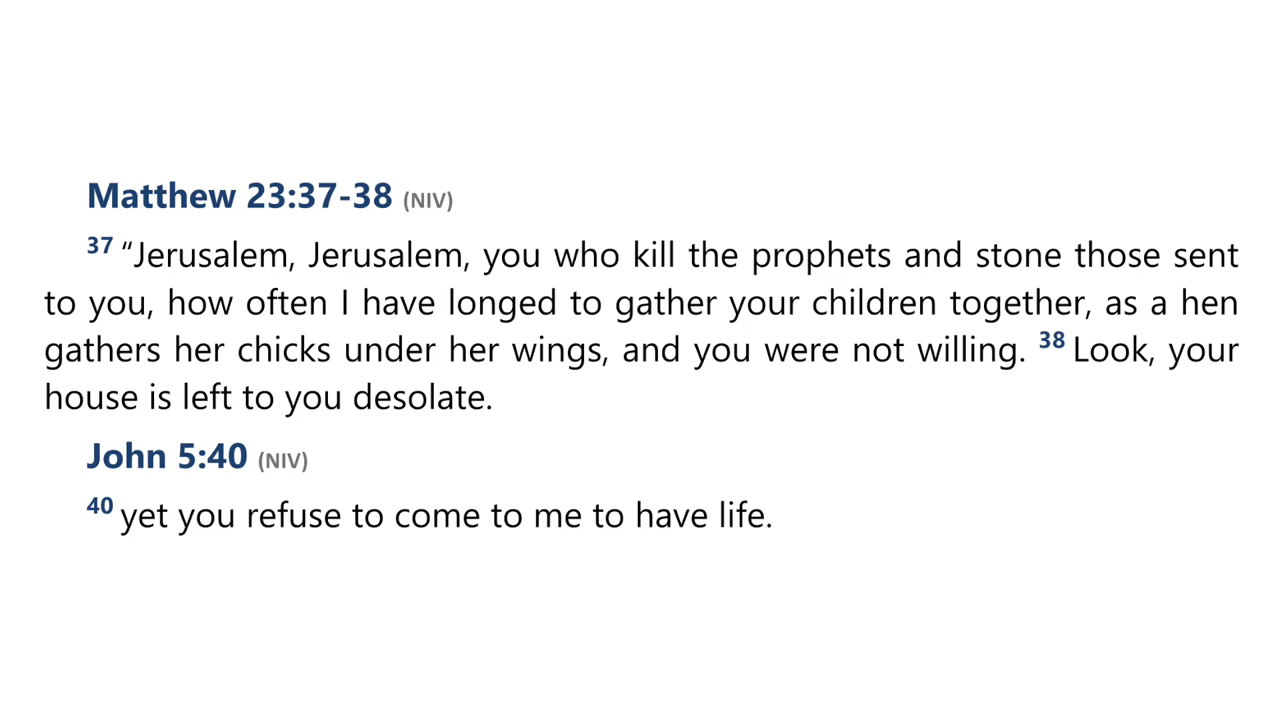 Matthew 23:37-38 (NIV)
37 “Jerusalem, Jerusalem, you who kill the prophets and stone those sent
to you, how often I have longed to gather your children together, as a hen
gathers her chicks under her wings, and you were not willing. 38 Look, your
house is left to you desolate.
John 5:40 (NIV)
40 yet you refuse to come to me to have life.